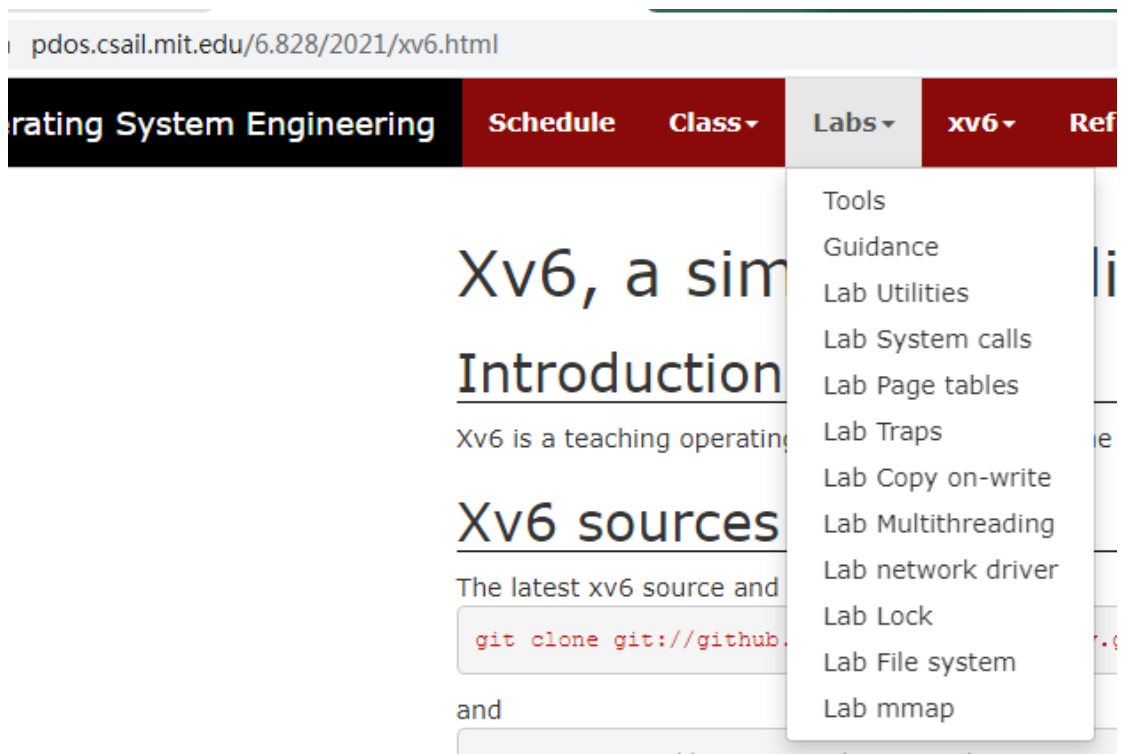 pdos.csail.mit.edu/6.828/2021/xv6.html
rating System Engineering Schedule Class Labs xv6 Ref
Tools
Guidance
Lab Utilities
Lab System calls
Lab Page tables
Lab Traps
Lab Copy on-write
Lab Multithreading
Lab network driver
Lab Lock
Lab File system
Lab mmap
Xv6, a sim li
Introduction
Xv6 is a teaching operating e
Xv6 sources
The latest xv6 source and
git clone git://github. .g
and